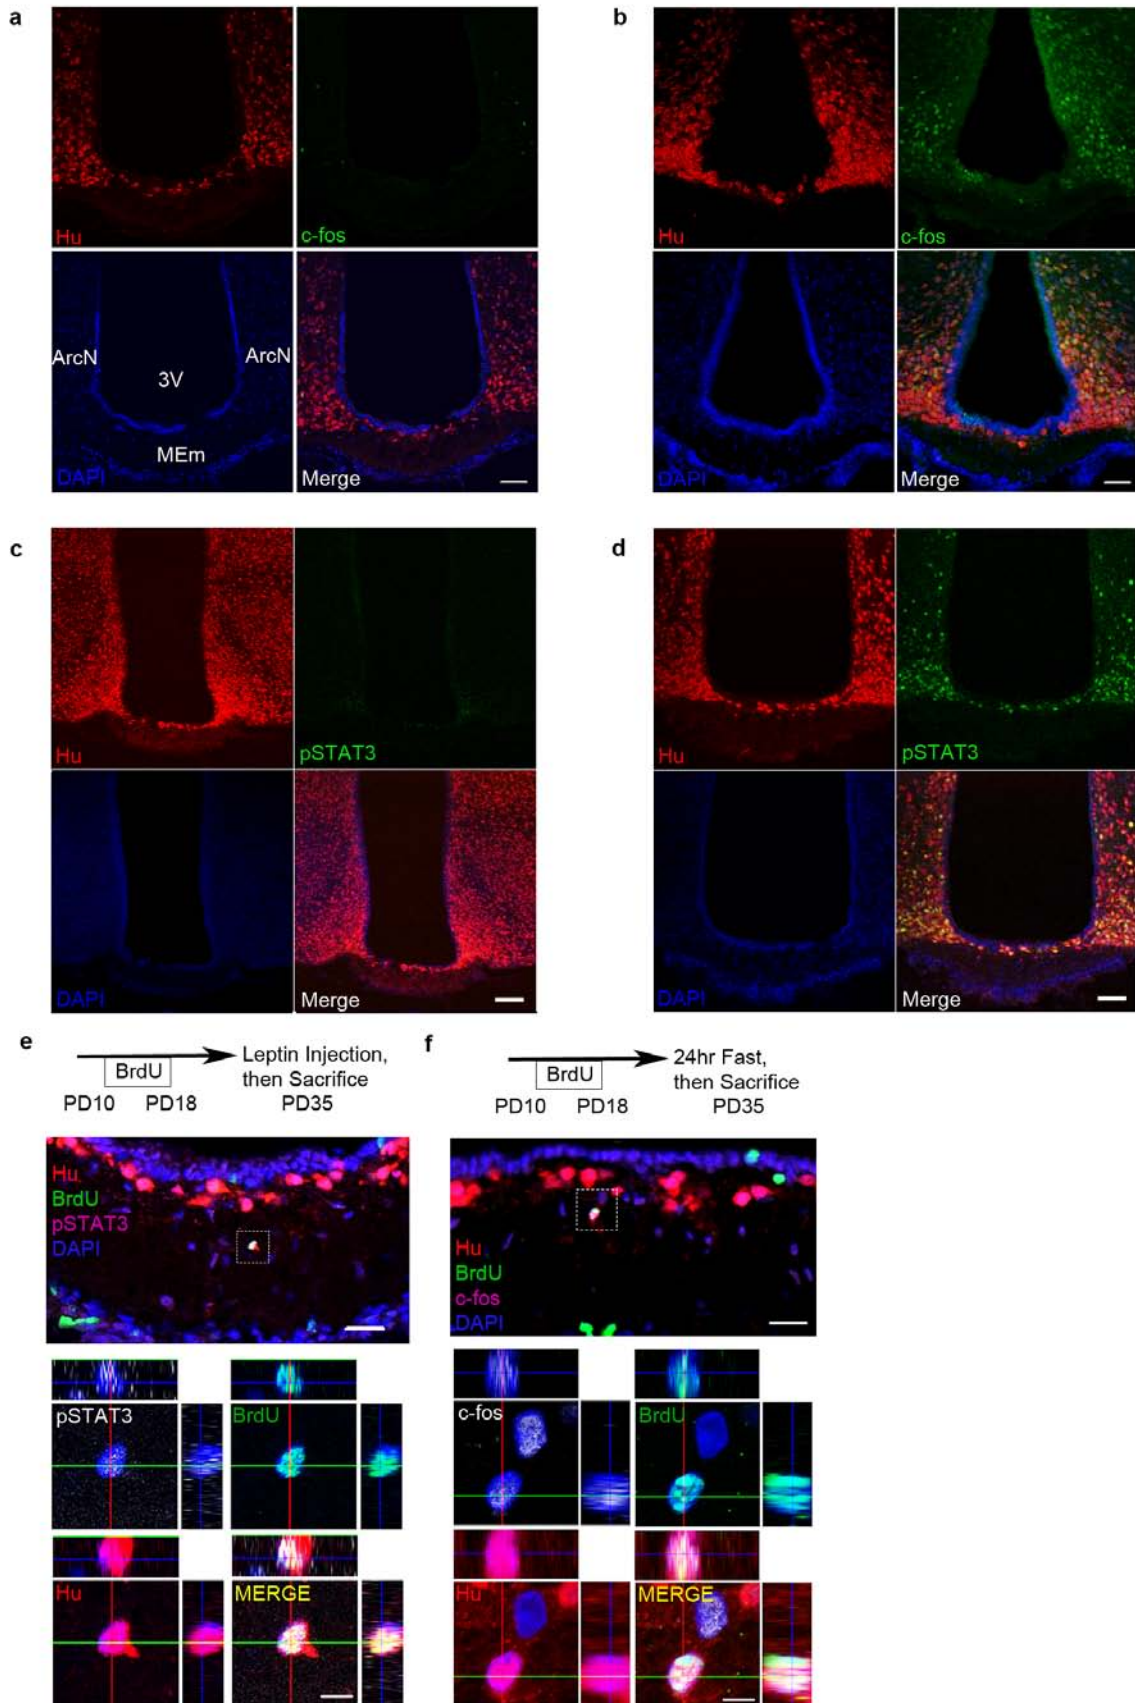 a
b
Hu
c-fos
Hu
c-fos
ArcN
ArcN
3V
MEm
DAPI
Merge
DAPI
Merge
c
d
Hu
pSTAT3
Hu
pSTAT3
DAPI
Merge
DAPI
Merge
e
BrdU
PD10 PD18
Leptin Injection,
then Sacrifice
PD35
Hu
BrdU
pSTAT3
DAPI
pSTAT3
BrdU
Hu
MERGE
f
BrdU
PD10 PD18
24hr Fast,
then Sacrifice
PD35
Hu
BrdU
c-fos
DAPI
c-fos
BrdU
Hu
MERGE